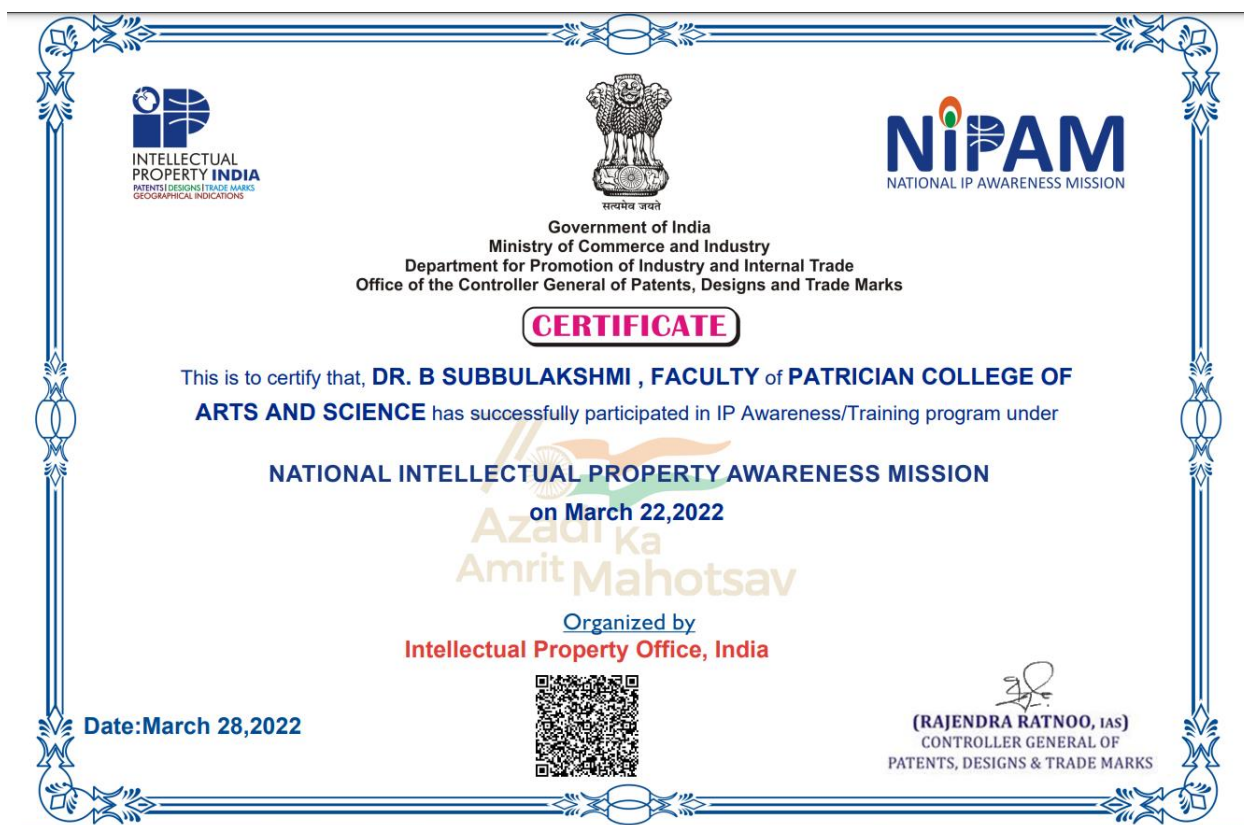 INTELLECTUAL
PROPERTY INDIA
PATENTS|DESIGNS|TRADE MARKS
GEOGRAPHICAL INDICATIONS
सत्यमेव जयते
NiPAM
NATIONAL IP AWARENESS MISSION
Government of India
Ministry of Commerce and Industry
Department for Promotion of Industry and Internal Trade
Office of the Controller General of Patents, Designs and Trade Marks
CERTIFICATE
This is to certify that, DR. B SUBBULAKSHMI , FACULTY of PATRICIAN COLLEGE OF
ARTS AND SCIENCE has successfully participated in IP Awareness/Training program under
NATIONAL INTELLECTUAL PROPERTY AWARENESS MISSION
on March 22,2022
Azadi Ka
Amrit Mahotsav
Organized by
Intellectual Property Office, India
Date:March 28,2022
(RAJENDRA RATNOO, IAS)
CONTROLLER GENERAL OF
PATENTS, DESIGNS & TRADE MARKS